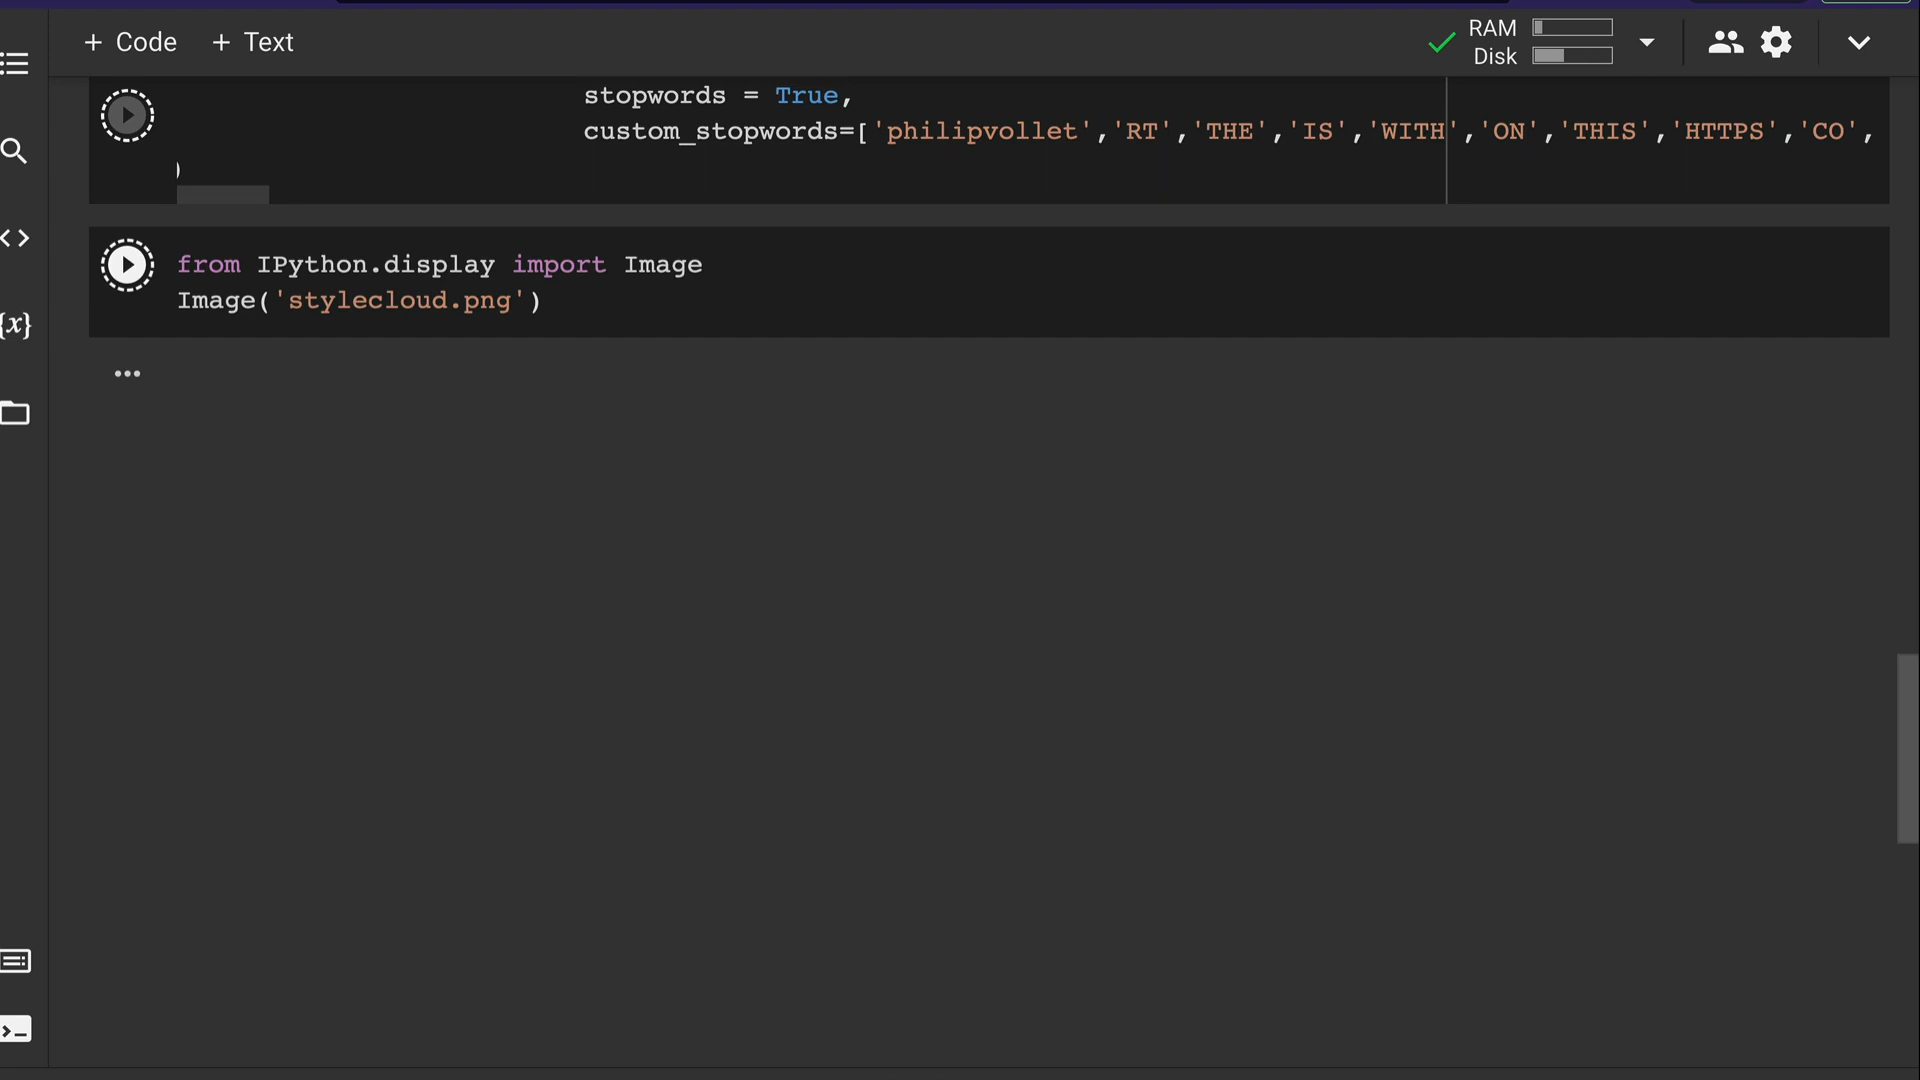 + Code + Text
RAM
Disk
stopwords = True,
custom_stopwords=['philipvollet','RT','THE','IS','WITH','ON','THIS','HTTPS','CO',
)
from IPython.display import Image
Image('stylecloud.png')
...
{x}